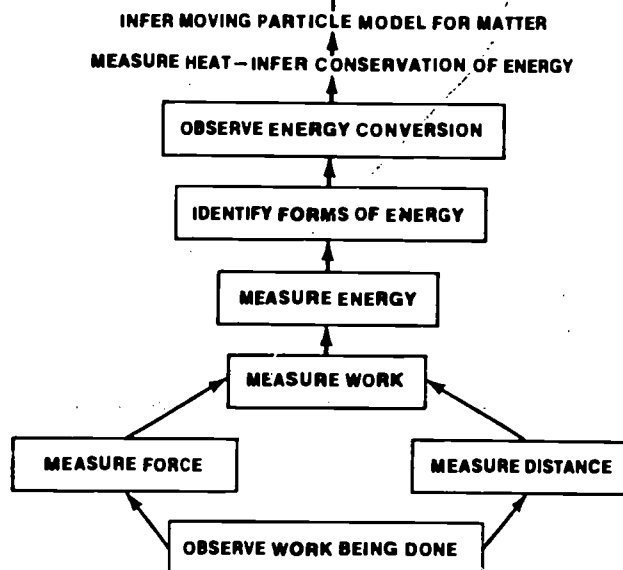 INFER MOVING PARTICLE MODEL FOR MATTER
MEASURE HEAT – INFER CONSERVATION OF ENERGY
OBSERVE ENERGY CONVERSION
IDENTIFY FORMS OF ENERGY
MEASURE ENERGY
MEASURE WORK
MEASURE FORCE
MEASURE DISTANCE
OBSERVE WORK BEING DONE